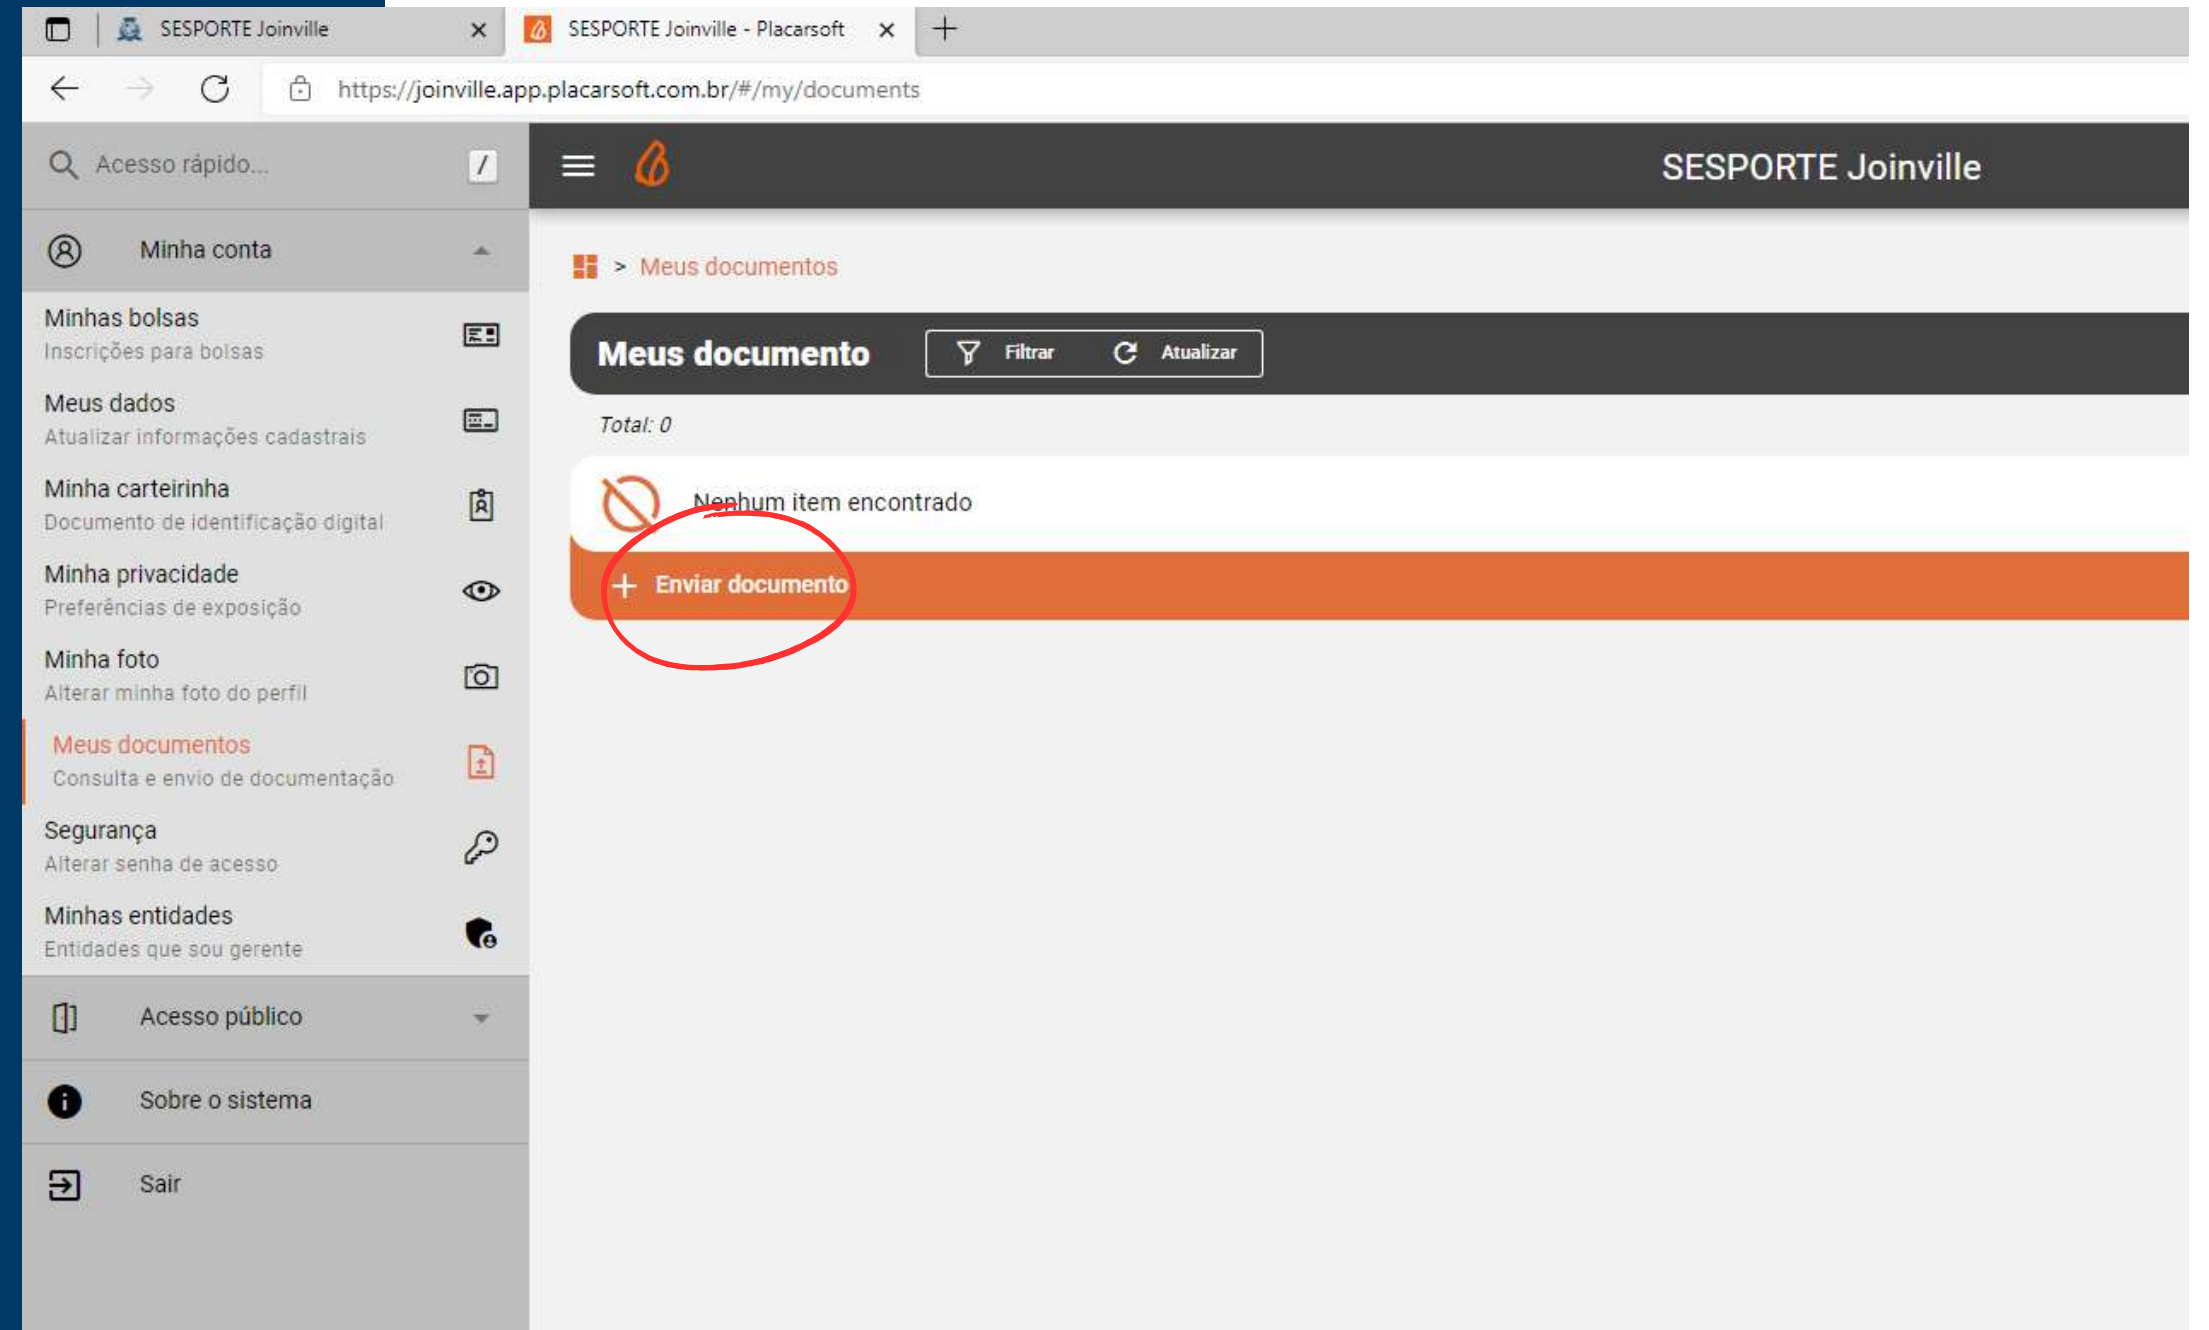 SESPORTE Joinville
SESPORTE Joinville - Placarsoft
https://joinville.app.placarsoft.com.br/#/my/documents
Acesso rápido...
/
SESPORTE Joinville
Minha conta
> Meus documentos
Minhas bolsas
Inscrições para bolsas
Meus documento
Filtrar
Atualizar
Meus dados
Atualizar informações cadastrais
Total: 0
Minha carteirinha
Documento de identificação digital
Nenhum item encontrado
Minha privacidade
Preferências de exposição
+ Enviar documento
Minha foto
Alterar minha foto do perfil
Meus documentos
Consulta e envio de documentação
Segurança
Alterar senha de acesso
Minhas entidades
Entidades que sou gerente
Acesso público
Sobre o sistema
Sair